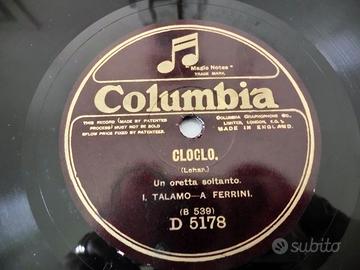 "Magic Notes"
TRADE MARK.
Columbia
THIS RECORD (MADE BY PATENTED
PROCESS) MUST NOT BE SOLD
BELOW PRICE FIXED BY PATENTEES.
COLUMBIA GRAPHOPHONE CO.,
LIMITED, LONDON, E.C. 1.
MADE IN ENGLAND.
CLOCLO.
(Lehar.)
Un oretta soltanto.
I. TALAMO—A FERRINI.
(B 539)
D 5178
subito